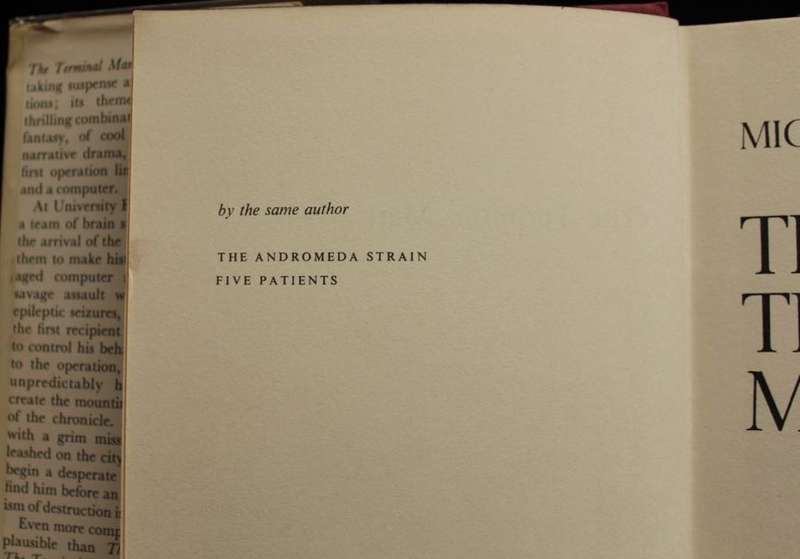 The Terminal Man
taking suspense a
tions; its theme
thrilling combinat
fantasy, of cool
narrative drama,
first operation lin
and a computer.
At University H
a team of brain s
the arrival of the
them to make his
aged computer
savage assault w
epileptic seizures,
the first recipient
to control his beh
to the operation,
unpredictably h
create the mounti
of the chronicle.
with a grim miss
leashed on the city
begin a desperate
find him before an
ism of destruction i
Even more comp
plausible than T
by the same author
THE ANDROMEDA STRAIN
FIVE PATIENTS
MIC
T
T
M